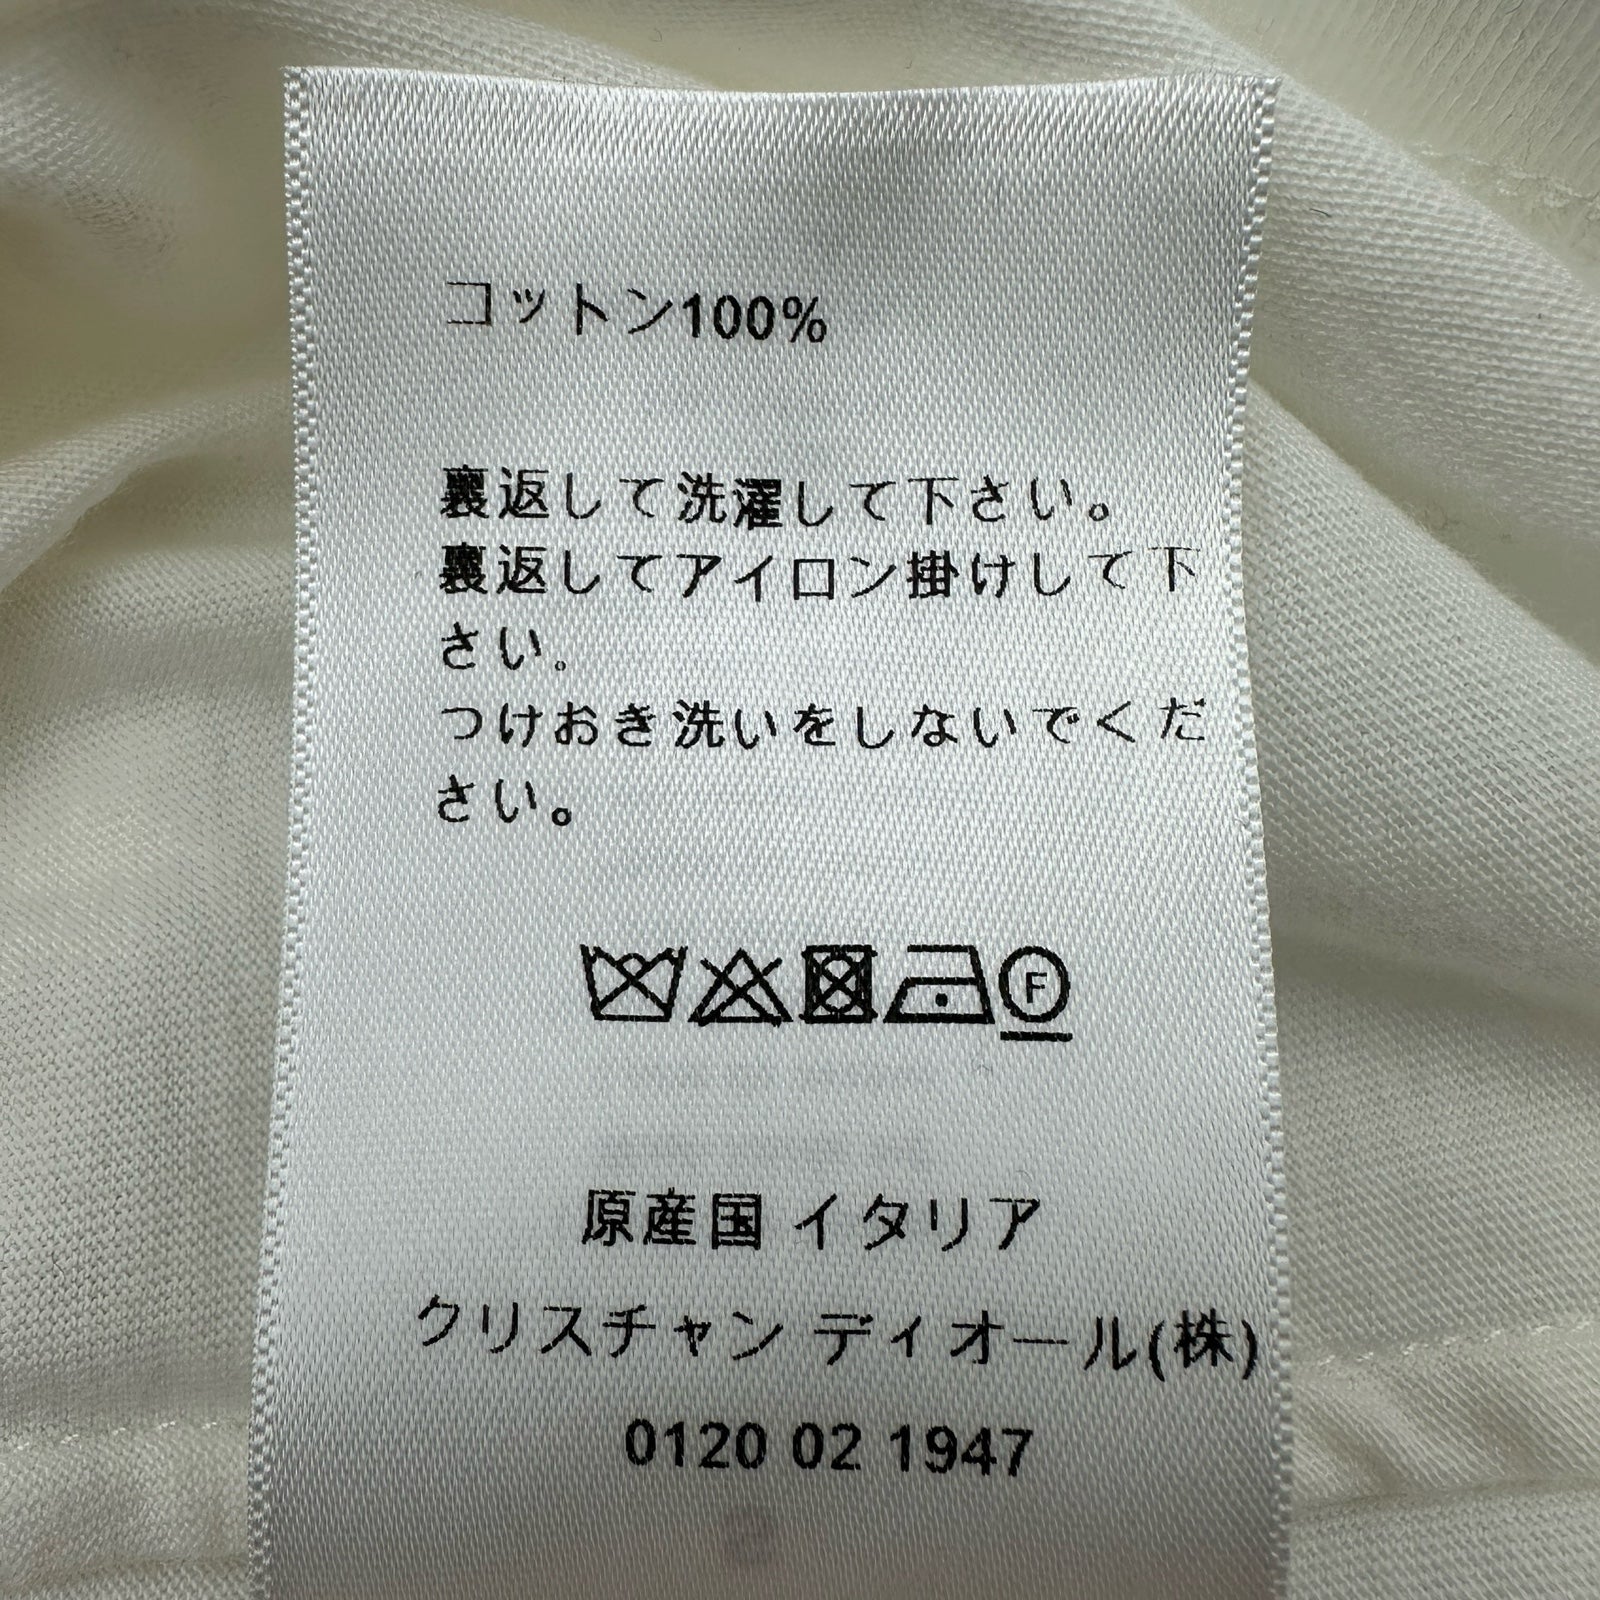 コットン100%
裏返して洗濯して下さい。
裏返してアイロン掛けして下
さい。
つけおき洗いをしないでくだ
さい。
F
原産国 イタリア
クリスチャン ディオール(株)
0120 02 1947